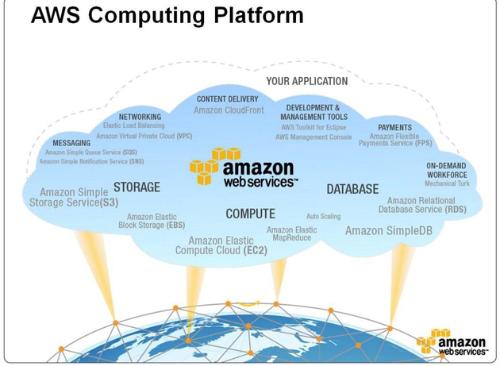 AWS Computing Platform
YOUR APPLICATION
CONTENT DELIVERY
Amazon CloudFront
NETWORKING
Elastic Load Balancing
Amazon Virtual Private Cloud (VPC)
DEVELOPMENT &
MANAGEMENT TOOLS
AWS Toolkit for Eclipse
AWS Management Console
MESSAGING
Amazon Simple Queue Service (SQS)
Amazon Simple Notification Service (SNS)
PAYMENTS
Amazon Flexible
Payments Service (FPS)
amazon
webservices™
ON-DEMAND
WORKFORCE
Mechanical Turk
STORAGE
Amazon Simple
Storage Service(S3)
Amazon Elastic
Block Storage (EBS)
COMPUTE
Amazon Elastic
Compute Cloud (EC2)
Auto Scaling
Amazon Elastic
MapReduce
DATABASE
Amazon Relational
Database Service (RDS)
Amazon SimpleDB
amazon
webservices™